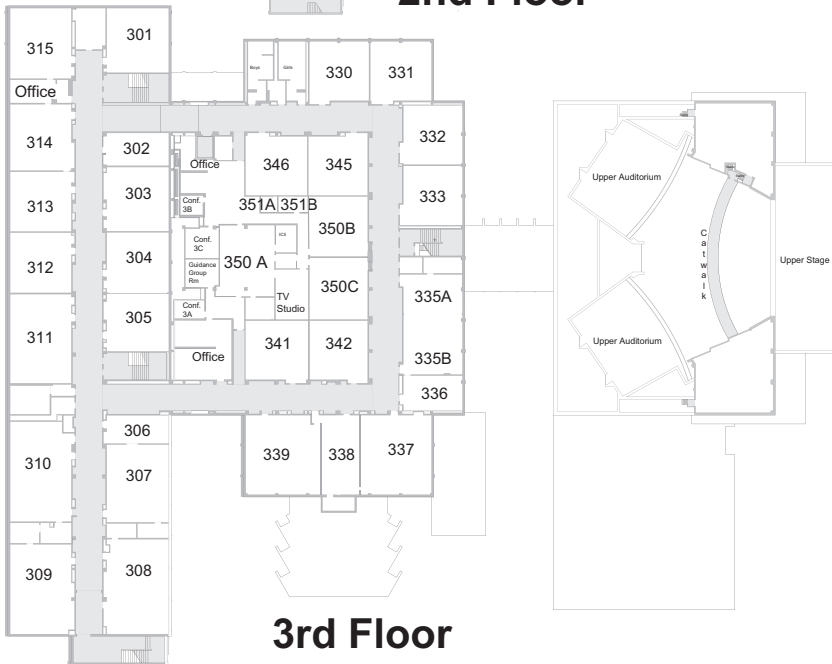 2nd Floor
315
301
Office
Boys
Girls
330
331
314
302
Office
346
345
332
313
303
Conf.
3B
351A
351B
333
Upper Auditorium
350B
312
304
Conf.
3C
350 A
ICS
Catwalk
Upper Stage
Guidance
Group
Rm
350C
335A
311
305
Conf.
3A
TV
Studio
Office
341
342
335B
Upper Auditorium
336
306
310
307
339
338
337
309
308
3rd Floor